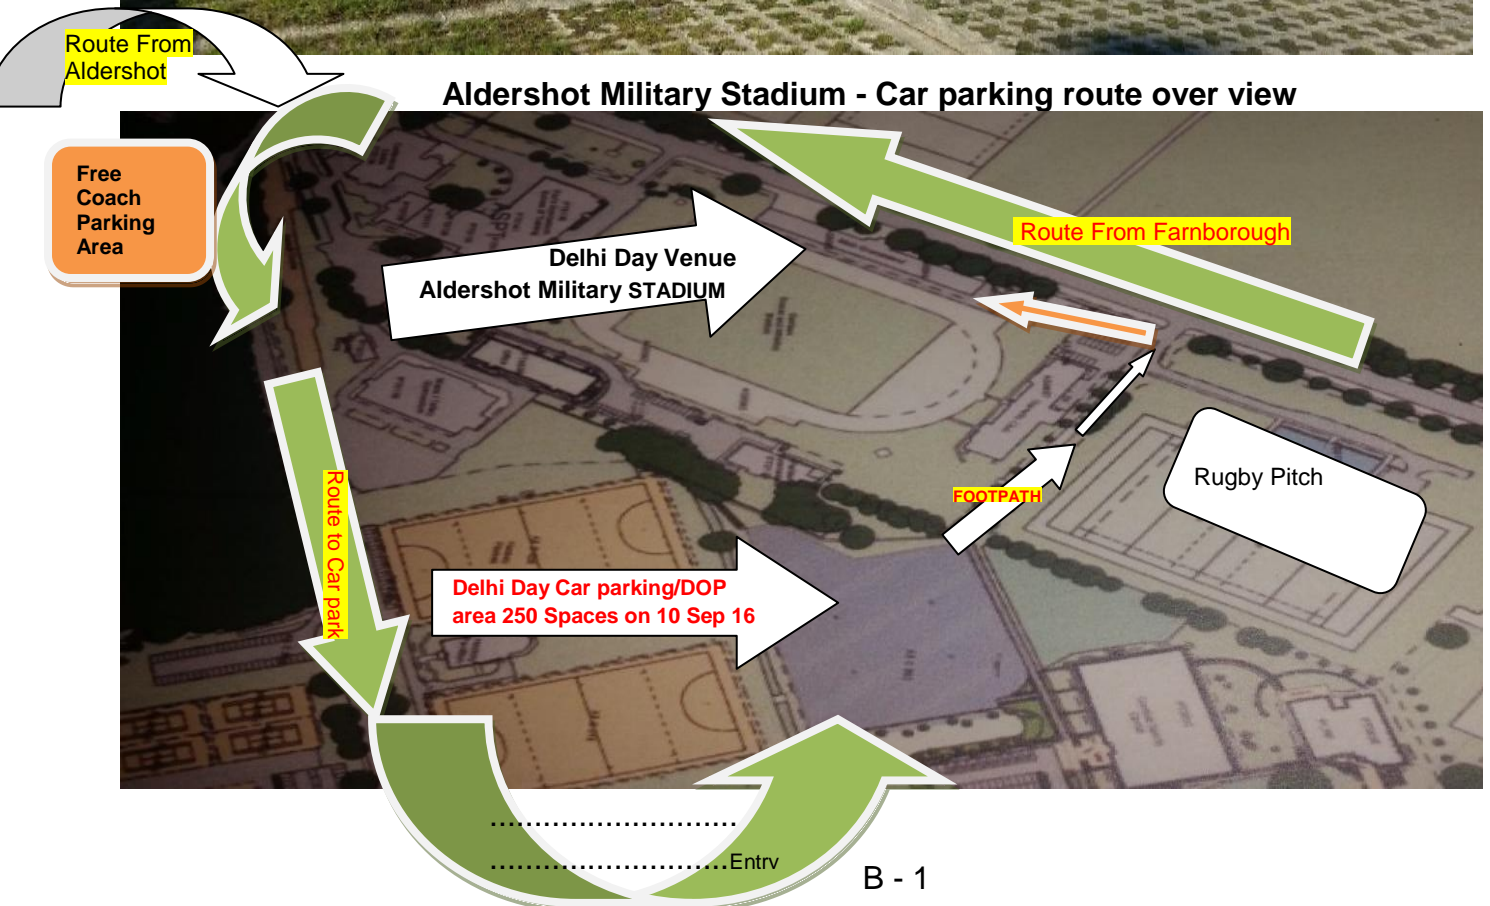 Route From
Aldershot
Aldershot Military Stadium - Car parking route over view
Free
Coach
Parking
Area
Route From Farnborough
Delhi Day Venue
Aldershot Military STADIUM
Rugby Pitch
Route to Car park
FOOTPATH
Delhi Day Car parking/DOP
area 250 Spaces on 10 Sep 16
………………………
………………………Entry
B - 1